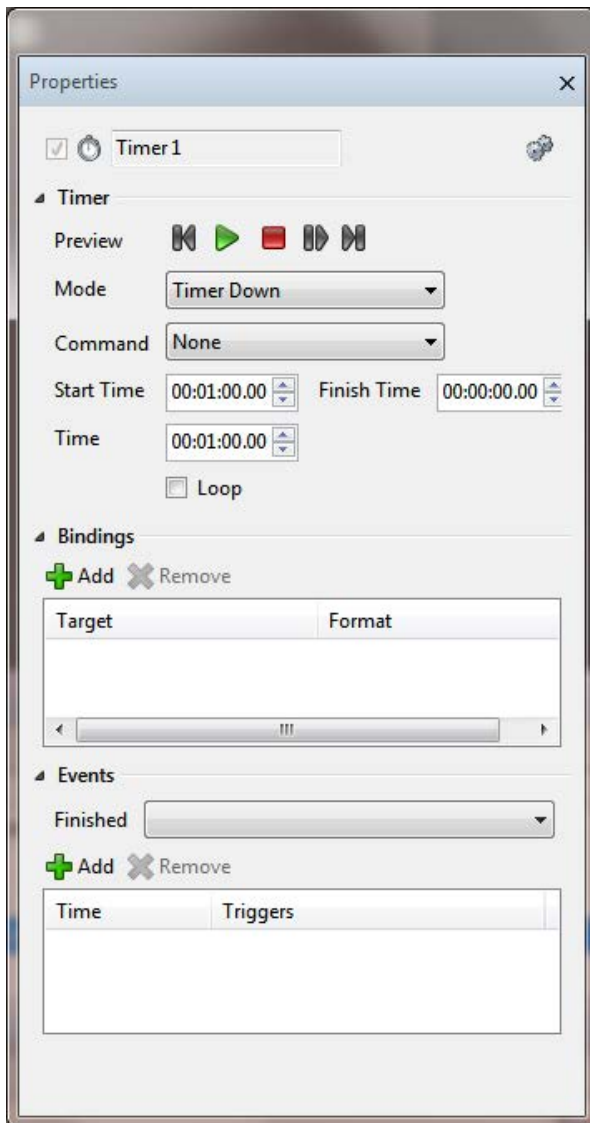 Properties
Timer 1
Timer
Preview
Mode Timer Down
Command None
Start Time 00:01:00.00 Finish Time 00:00:00.00
Time 00:01:00.00
Loop
Bindings
Add Remove
Target Format
Events
Finished
Add Remove
Time Triggers